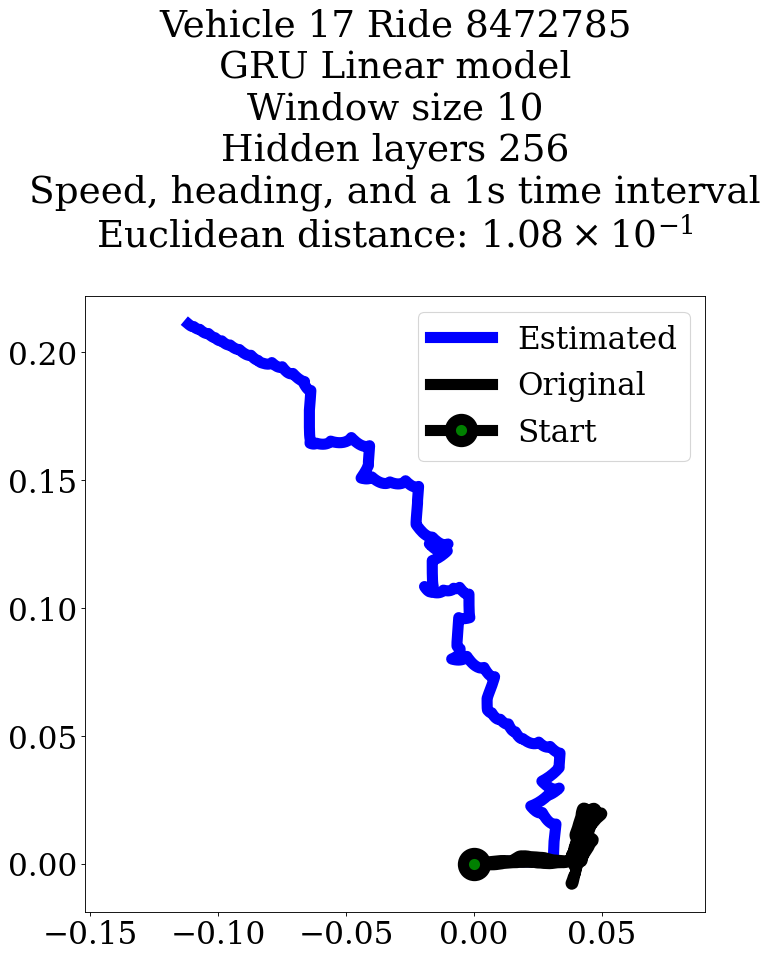 Vehicle 17 Ride 8472785
GRU Linear model
Window size 10
Hidden layers 256
Speed, heading, and a 1s time interval
Euclidean distance: 1.08 × 10⁻¹
Estimated
Original
Start
0.20
0.15
0.10
0.05
0.00
−0.15 −0.10 −0.05 0.00 0.05